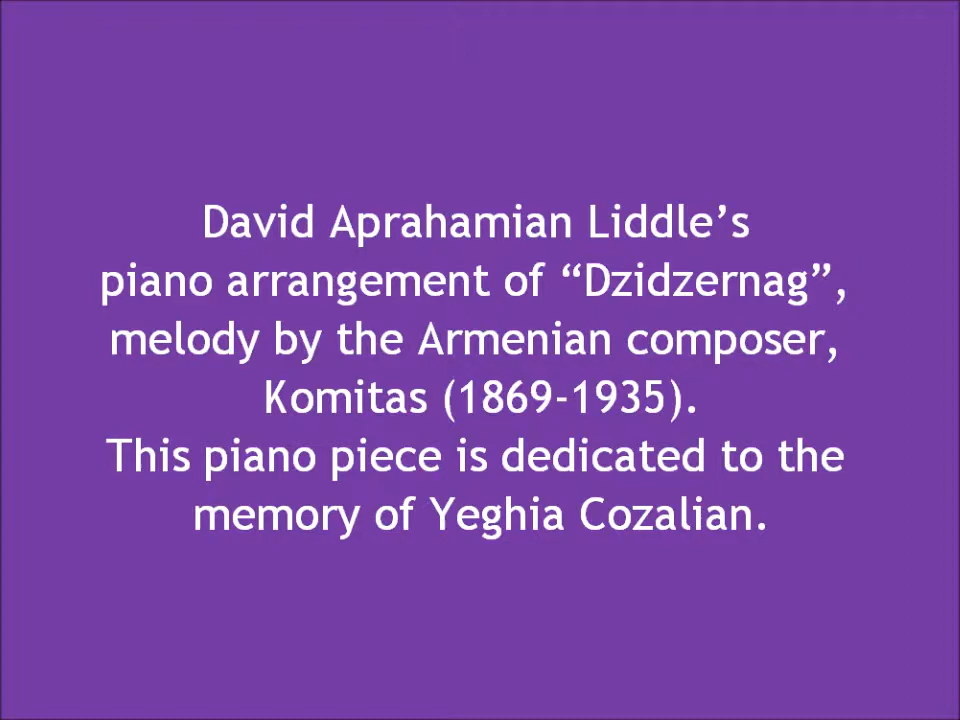 David Aprahamian Liddle’s
piano arrangement of “Dzidzernag”,
melody by the Armenian composer,
Komitas (1869-1935).
This piano piece is dedicated to the
memory of Yeghia Cozalian.